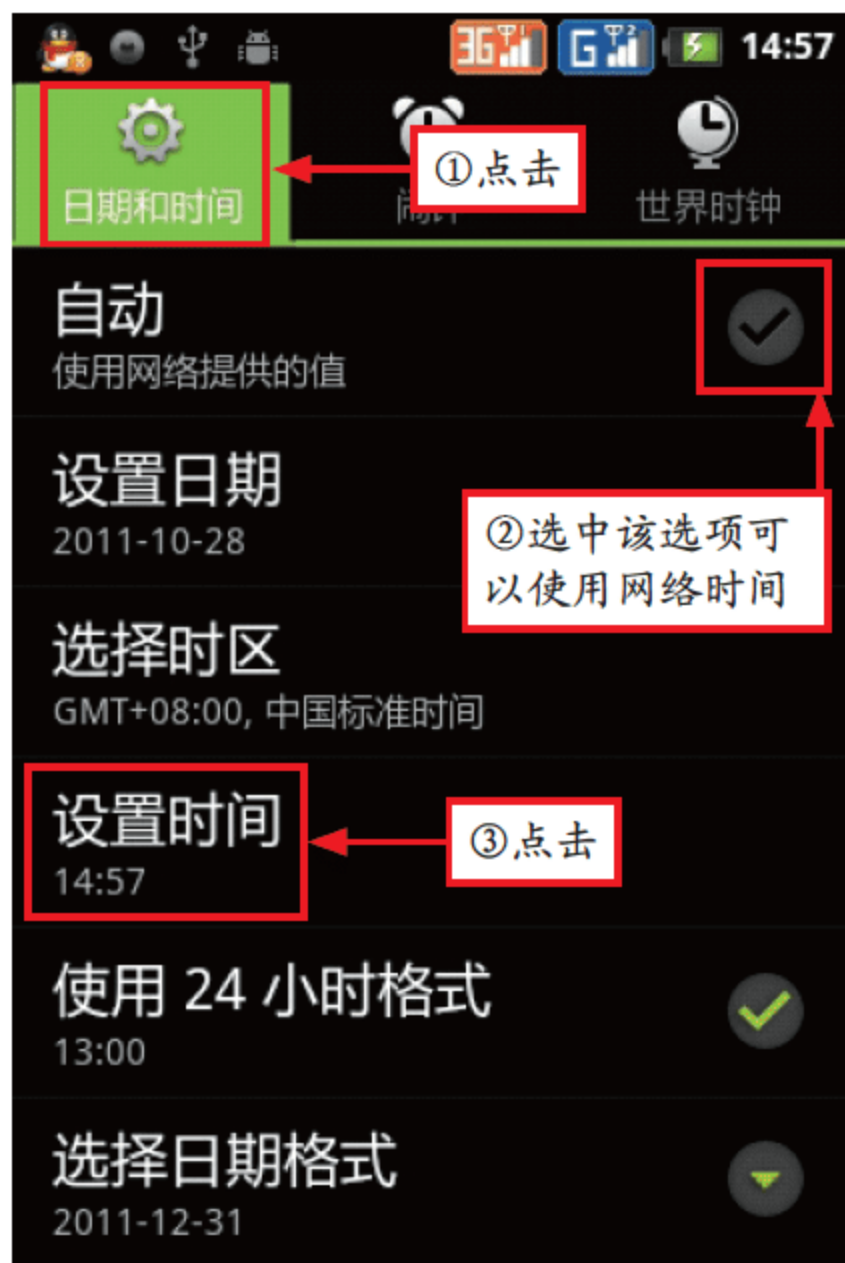 3G 1 G 2 14:57
日期和时间 ①点击 世界时钟
自动
使用网络提供的值
设置日期
2011-10-28
②选中该选项可
以使用网络时间
选择时区
GMT+08:00, 中国标准时间
设置时间
14:57
③点击
使用 24 小时格式
13:00
选择日期格式
2011-12-31